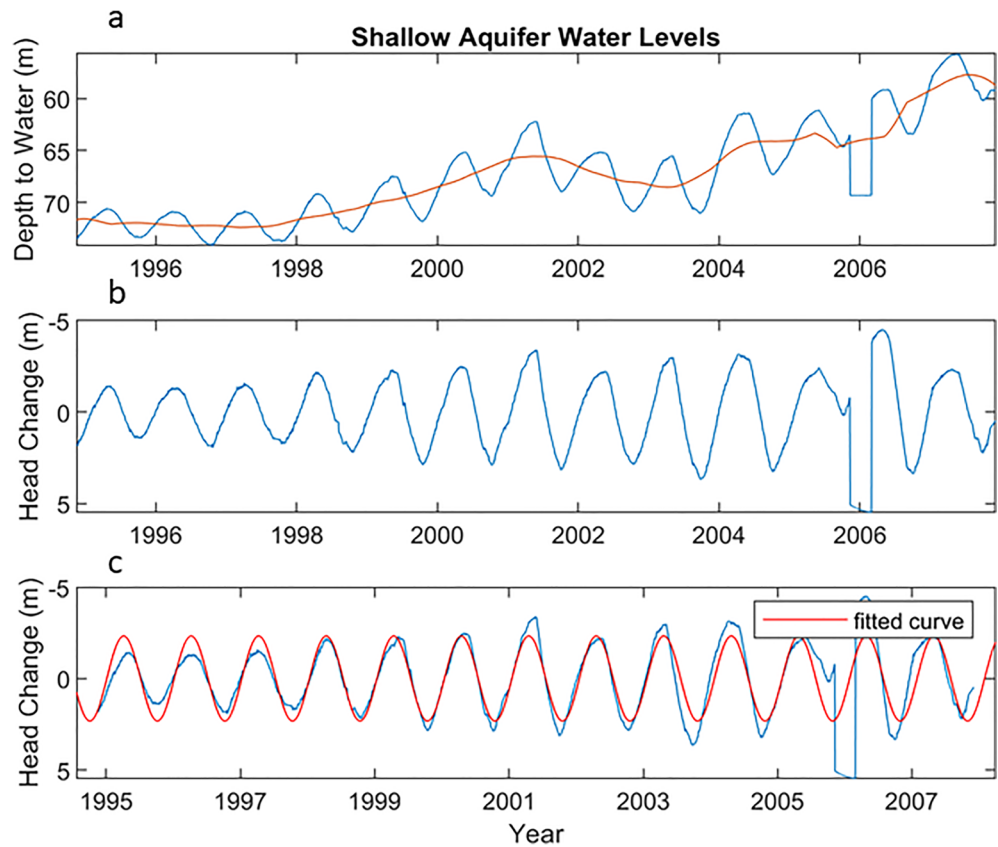 a
Shallow Aquifer Water Levels
Depth to Water (m)
60
65
70
1996 1998 2000 2002 2004 2006
b
Head Change (m)
-5
0
5
1996 1998 2000 2002 2004 2006
c
Head Change (m)
-5
0
5
fitted curve
1995 1997 1999 2001 2003 2005 2007
Year